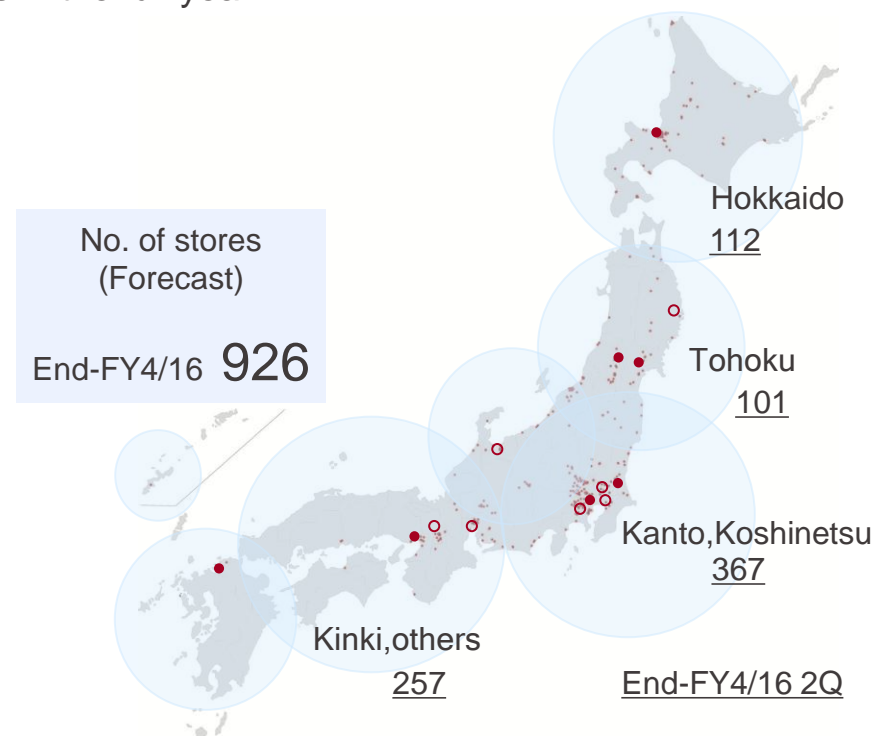 Hokkaido
112
No. of stores
(Forecast)
End-FY4/16 926
Tohoku
101
Kanto,Koshinetsu
367
Kinki,others
257
End-FY4/16 2Q